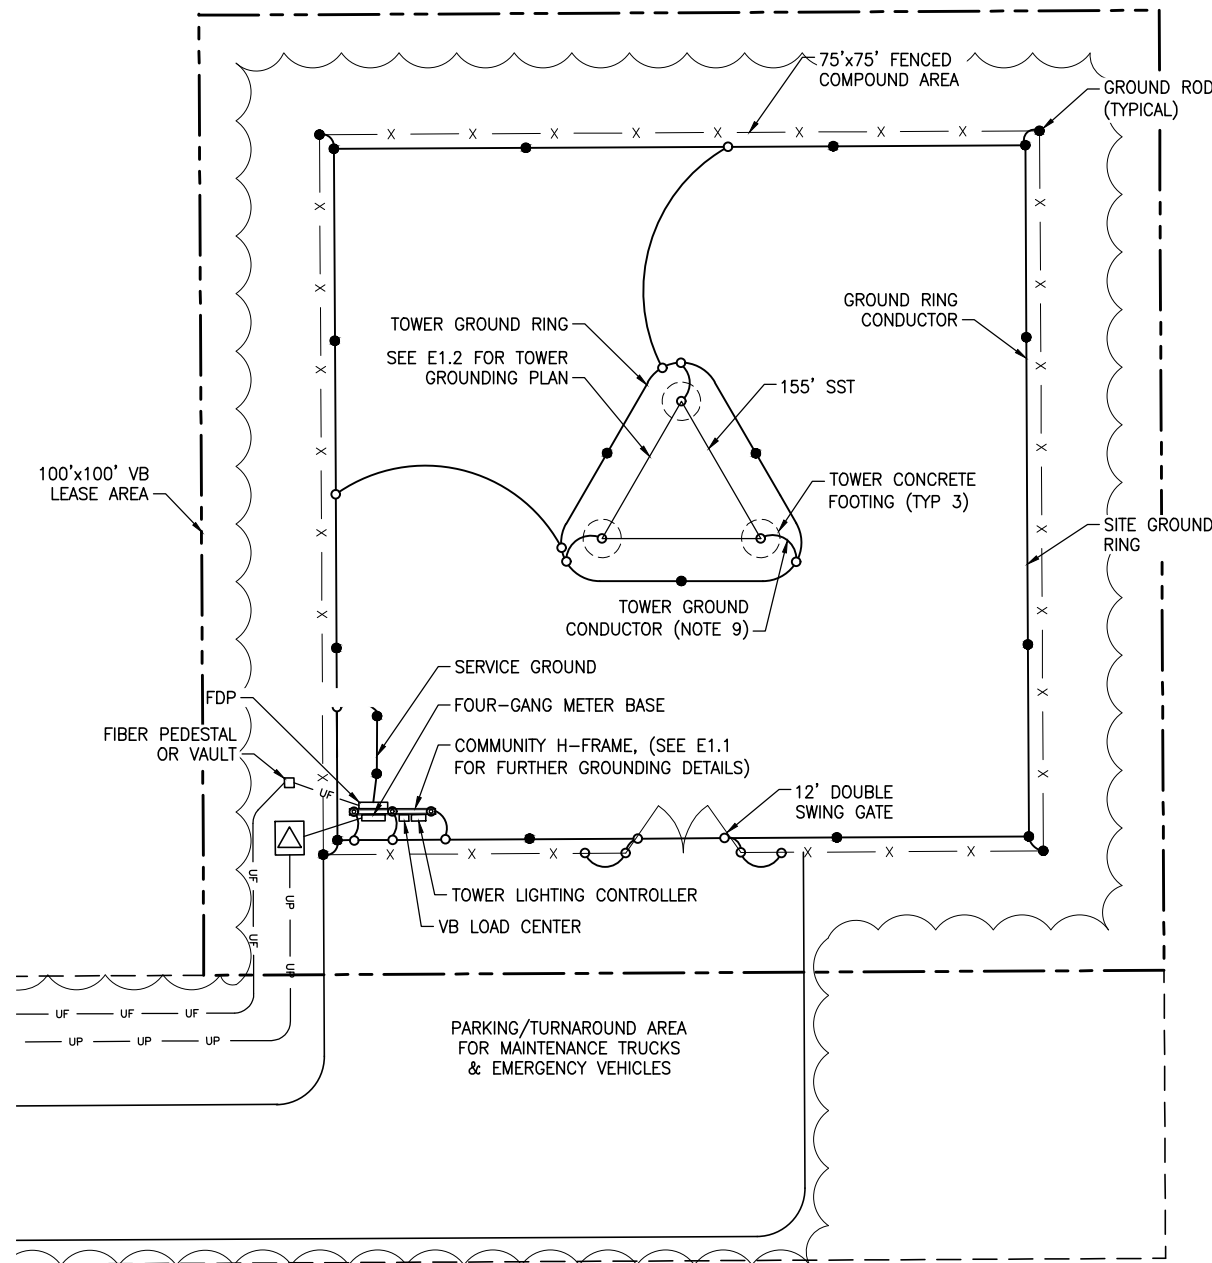 75'x75' FENCED
COMPOUND AREA
GROUND ROD
(TYPICAL)
X X X X X X X X
GROUND RING
CONDUCTOR
TOWER GROUND RING
SEE E1.2 FOR TOWER
GROUNDING PLAN
155' SST
100'x100' VB
LEASE AREA
TOWER CONCRETE
FOOTING (TYP 3)
SITE GROUND
RING
TOWER GROUND
CONDUCTOR (NOTE 9)
SERVICE GROUND
FDP
FOUR-GANG METER BASE
FIBER PEDESTAL
OR VAULT
COMMUNITY H-FRAME, (SEE E1.1
FOR FURTHER GROUNDING DETAILS)
UF
12' DOUBLE
SWING GATE
X X X X X X
TOWER LIGHTING CONTROLLER
VB LOAD CENTER
UF
UP
UF
UP
UF UF UF
UP UP UP
PARKING/TURNAROUND AREA
FOR MAINTENANCE TRUCKS
& EMERGENCY VEHICLES